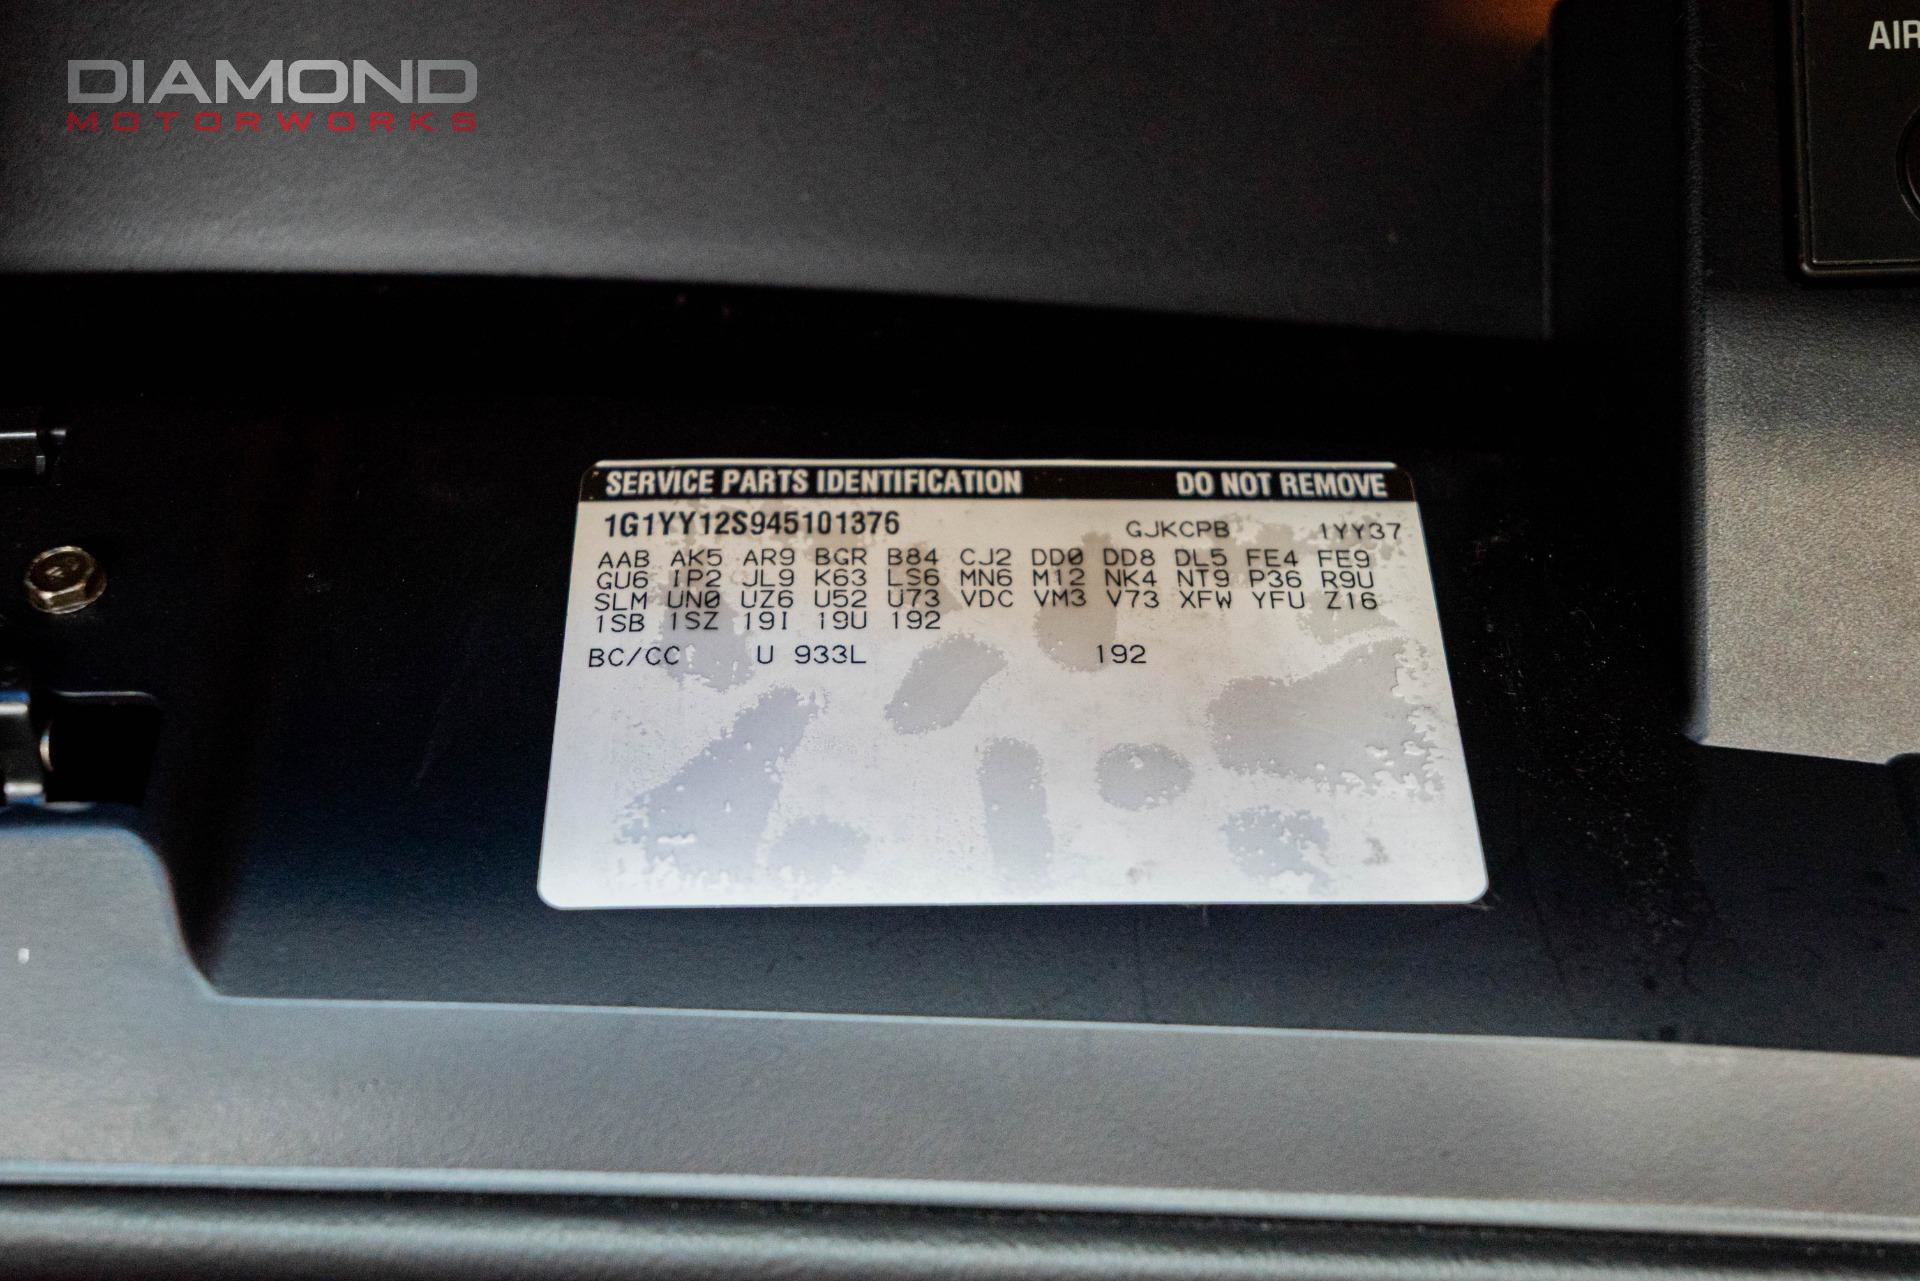 DIAMOND
MOTORWORKS
AIR
SERVICE PARTS IDENTIFICATION DO NOT REMOVE
1G1YY12S945101376 GJKCPB 1YY37
AAB AK5 AR9 BGR B84 CJ2 DD0 DD8 DL5 FE4 FE9
GU6 IP2 JL9 K63 LS6 MN6 M12 NK4 NT9 P36 R9U
SLM UN0 UZ6 U52 U73 VDC VM3 V73 XFW YFU Z16
1SB 1SZ 19I 19U 192
BC/CC U 933L 192